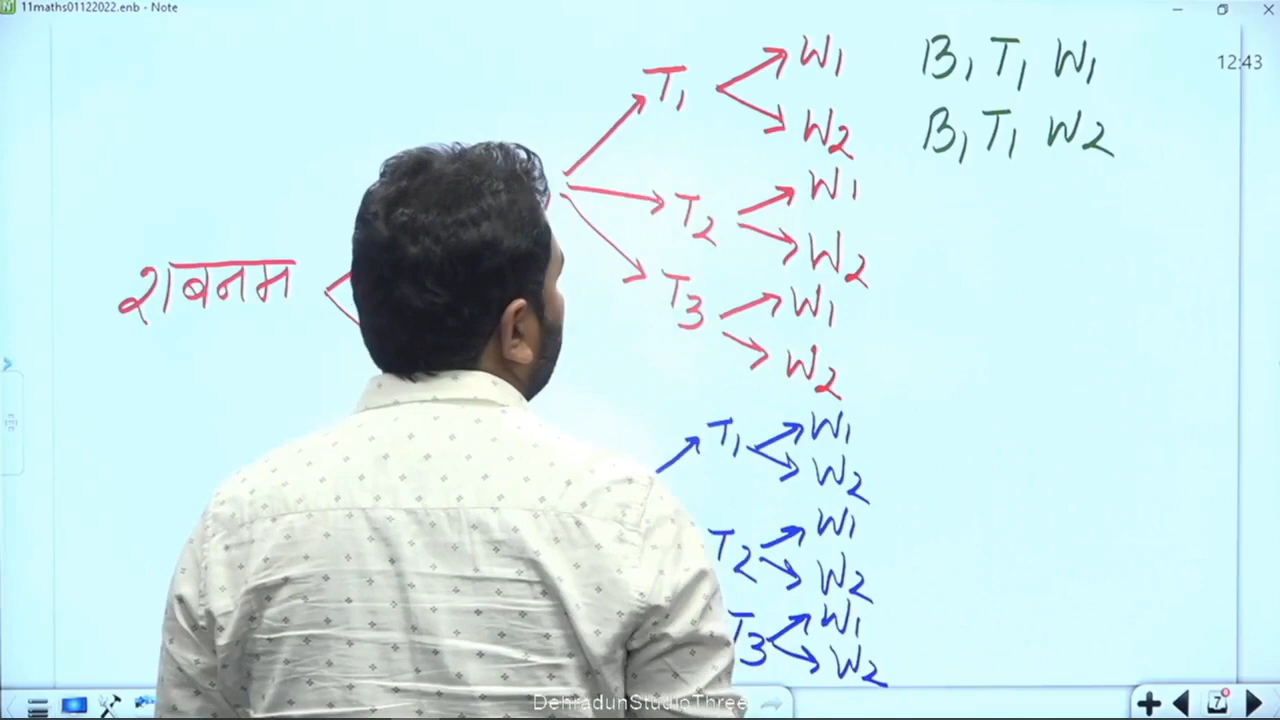 11maths01122022.enb - Note
12:43
शबनम
T1 W1 B1 T1 W1
W2 B1 T1 W2
T2 W1
W2
T3 W1
W2
T1 W1
W2
T2 W1
W2
T3 W1
W2
DehradunStudioThree
7